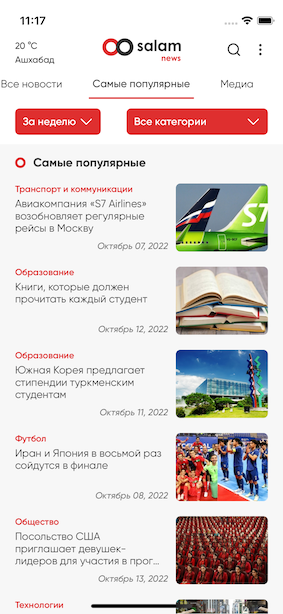 11:17
20 °C
Ашхабад
salam
news
Все новости
Самые популярные
Медиа
За неделю
Все категории
Самые популярные
Транспорт и коммуникации
Авиакомпания «S7 Airlines»
возобновляет регулярные
рейсы в Москву
Октябрь 07, 2022
Образование
Книги, которые должен
прочитать каждый студент
Октябрь 12, 2022
Образование
Южная Корея предлагает
стипендии туркменским
студентам
Октябрь 11, 2022
Футбол
Иран и Япония в восьмой раз
сойдутся в финале
Октябрь 08, 2022
Общество
Посольство США
приглашает девушек-
лидеров для участия в прог...
Октябрь 13, 2022
Технологии